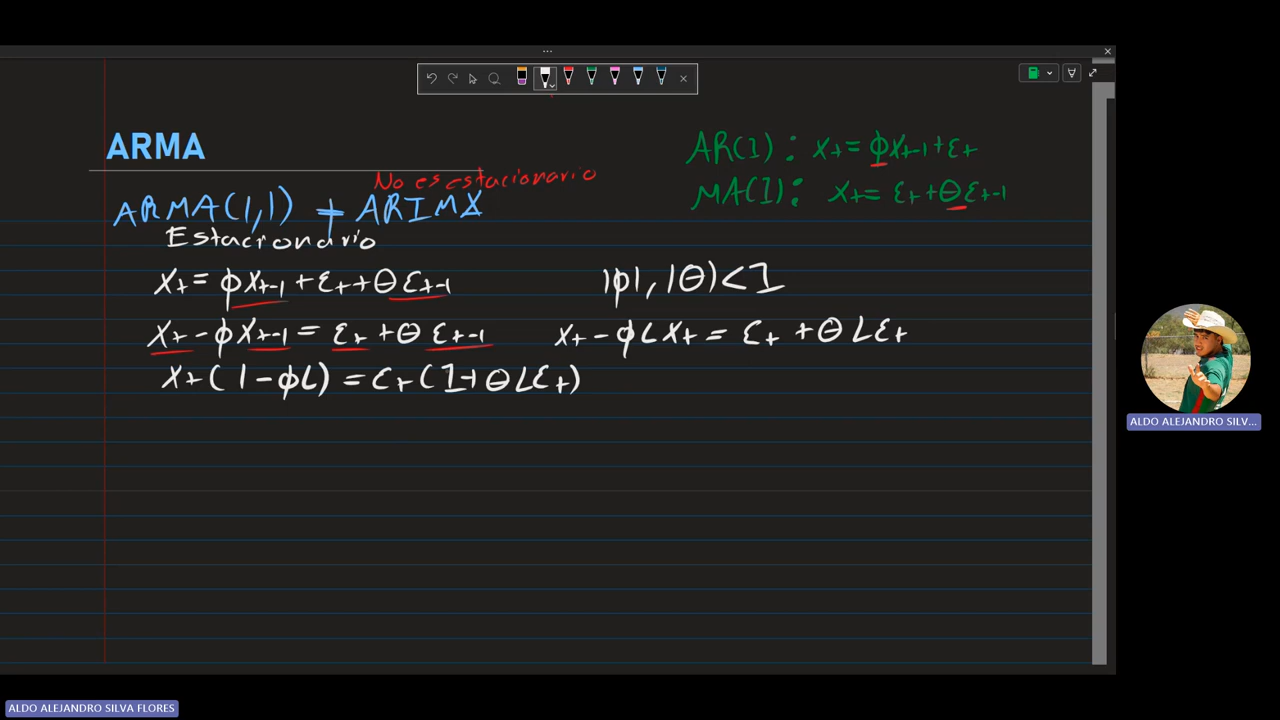 ARMA
AR(1): Xt = ϕXt-1 + εt
No es estacionario
MA(1): Xt = εt + θεt-1
ARMA(1,1) ≠ ARIMX
Estacionario
Xt = ϕXt-1 + εt + θεt-1
|ϕ|, |θ| < 1
Xt - ϕXt-1 = εt + θεt-1
Xt - ϕLXt = εt + θLεt
Xt(1 - ϕL) = εt(1 + θLεt)
ALDO ALEJANDRO SILV...
ALDO ALEJANDRO SILVA FLORES